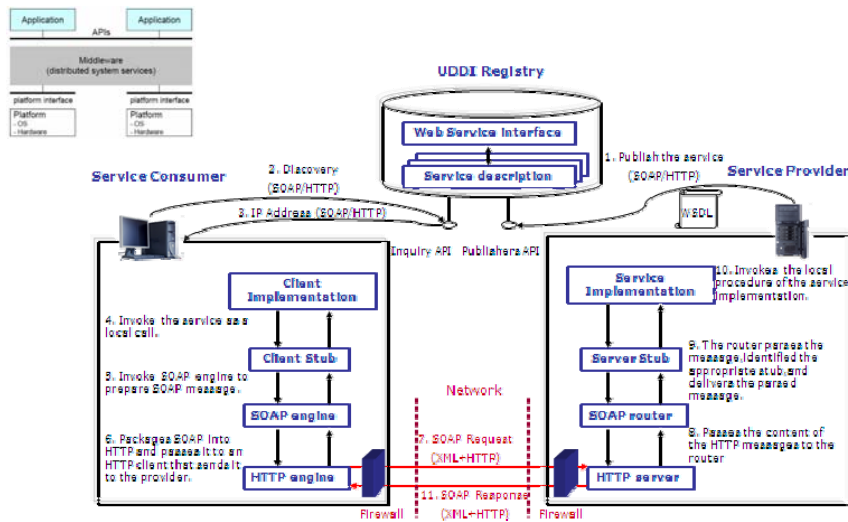 Application
Application
APIs
Middleware
(distributed system services)
platform interface
platform interface
Platform
- OS
- Hardware
Platform
- OS
- Hardware
UDDI Registry
Web Service Interface
Service description
Service Consumer
2. Discovery
(SOAP/HTTP)
3. IP Address (SOAP/HTTP)
1. Publish the service
(SOAP/HTTP)
Service Provider
WSDL
Inquiry API
Publishers API
Client
Implementation
4. Invoke the service as a
local call.
Client Stub
5. Invoke SOAP engine to
prepare SOAP message.
SOAP engine
6. Packages SOAP into
HTTP and passes it to an
HTTP client that sends it
to the provider.
HTTP engine
Network
7. SOAP Request
(XML+HTTP)
11. SOAP Response
(XML+HTTP)
Firewall
Firewall
Service
Implementation
10. Invokes the local
procedure of the service
implementation.
Server Stub
9. The router parses the
message, identified the
appropriate stub, and
delivers the parsed
message.
SOAP router
8. Passes the content of
the HTTP messages to the
router
HTTP server